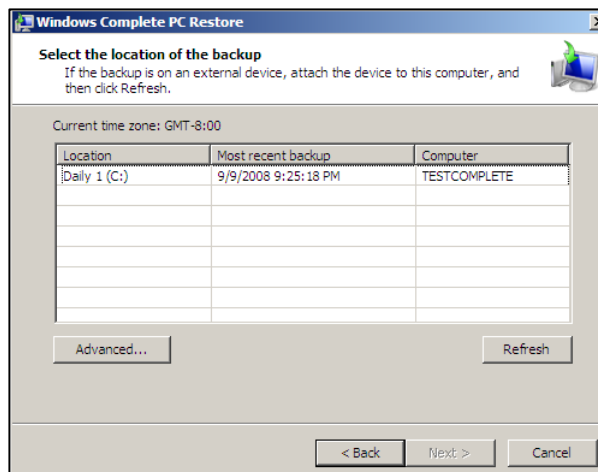 Windows Complete PC Restore
Select the location of the backup
If the backup is on an external device, attach the device to this computer, and
then click Refresh.
Current time zone: GMT-8:00
Location Most recent backup Computer
Daily 1 (C:) 9/9/2008 9:25:18 PM TESTCOMPLETE
Advanced... Refresh
< Back Next > Cancel